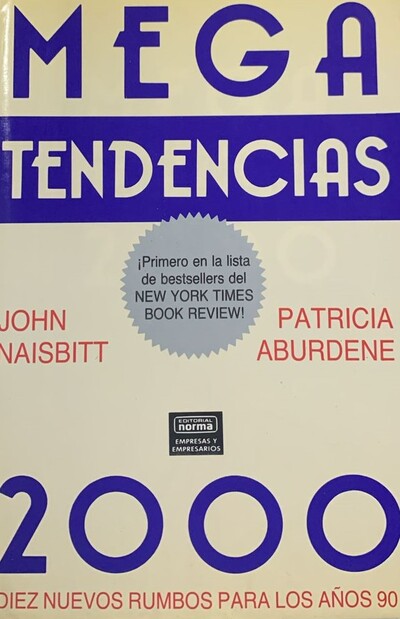 MEGA
TENDENCIAS
¡Primero en la lista
de bestsellers del
NEW YORK TIMES
BOOK REVIEW!
JOHN
NAISBITT
PATRICIA
ABURDENE
EDITORIAL
norma
EMPRESAS Y
EMPRESARIOS
2000
DIEZ NUEVOS RUMBOS PARA LOS AÑOS 90